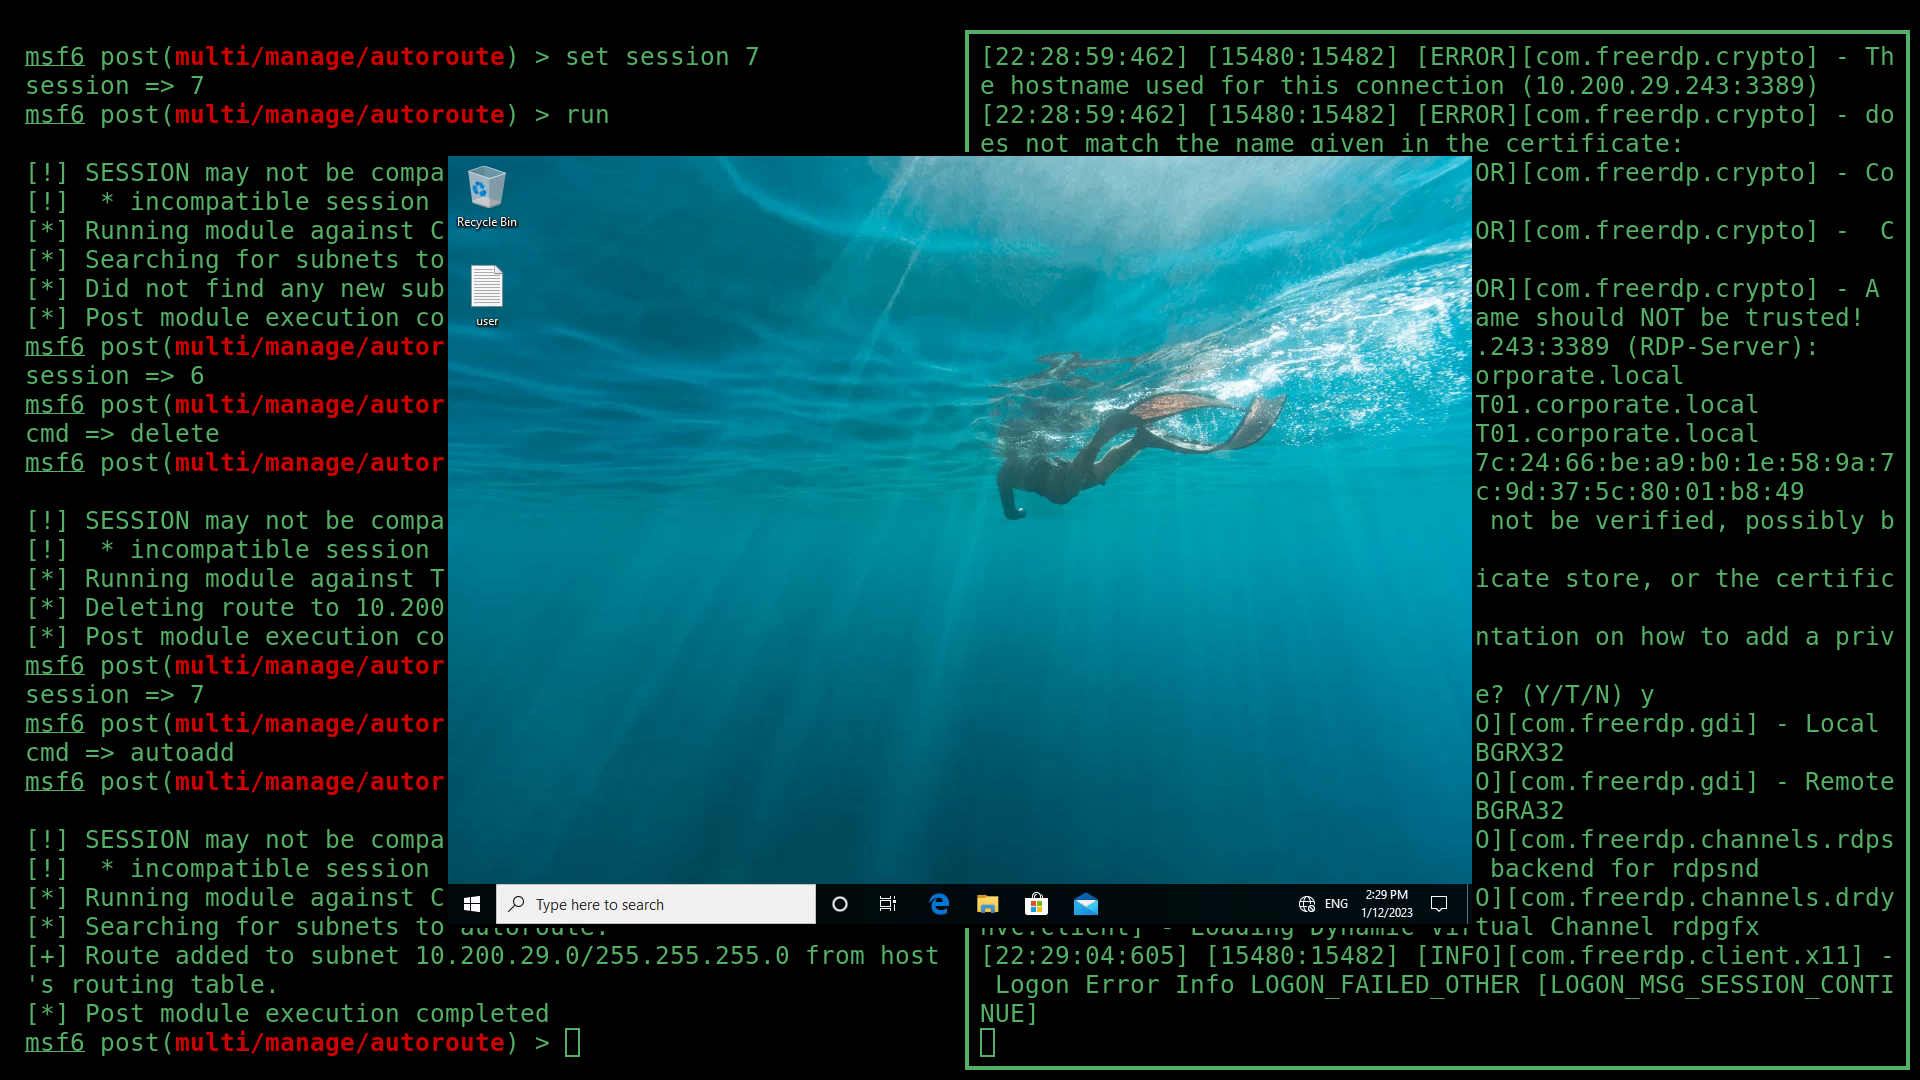 msf6 post(multi/manage/autoroute) > set session 7
session => 7
msf6 post(multi/manage/autoroute) > run
[!] SESSION may not be compa
[!]  * incompatible session
[*] Running module against C
[*] Searching for subnets to
[*] Did not find any new sub
[*] Post module execution co
msf6 post(multi/manage/autor
session => 6
msf6 post(multi/manage/autor
cmd => delete
msf6 post(multi/manage/autor
[!] SESSION may not be compa
[!]  * incompatible session
[*] Running module against T
[*] Deleting route to 10.200
[*] Post module execution co
msf6 post(multi/manage/autor
session => 7
msf6 post(multi/manage/autor
cmd => autoadd
msf6 post(multi/manage/autor
[!] SESSION may not be compa
[!]  * incompatible session
[*] Running module against C
[*] Searching for subnets to autoroute.
[+] Route added to subnet 10.200.29.0/255.255.255.0 from host
's routing table.
[*] Post module execution completed
msf6 post(multi/manage/autoroute) >
Recycle Bin
user
Type here to search
ENG
2:29 PM
1/12/2023
[22:28:59:462] [15480:15482] [ERROR][com.freerdp.crypto] - Th
e hostname used for this connection (10.200.29.243:3389)
[22:28:59:462] [15480:15482] [ERROR][com.freerdp.crypto] - do
es not match the name given in the certificate:
OR][com.freerdp.crypto] - Co
OR][com.freerdp.crypto] -  C
OR][com.freerdp.crypto] - A
ame should NOT be trusted!
.243:3389 (RDP-Server):
orporate.local
T01.corporate.local
T01.corporate.local
7c:24:66:be:a9:b0:1e:58:9a:7
c:9d:37:5c:80:01:b8:49
not be verified, possibly b
icate store, or the certific
ntation on how to add a priv
e? (Y/T/N) y
O][com.freerdp.gdi] - Local
BGRX32
O][com.freerdp.gdi] - Remote
BGRA32
O][com.freerdp.channels.rdps
backend for rdpsnd
O][com.freerdp.channels.drdy
nvc.client] - Loading Dynamic Virtual Channel rdpgfx
[22:29:04:605] [15480:15482] [INFO][com.freerdp.client.x11] -
Logon Error Info LOGON_FAILED_OTHER [LOGON_MSG_SESSION_CONTI
NUE]